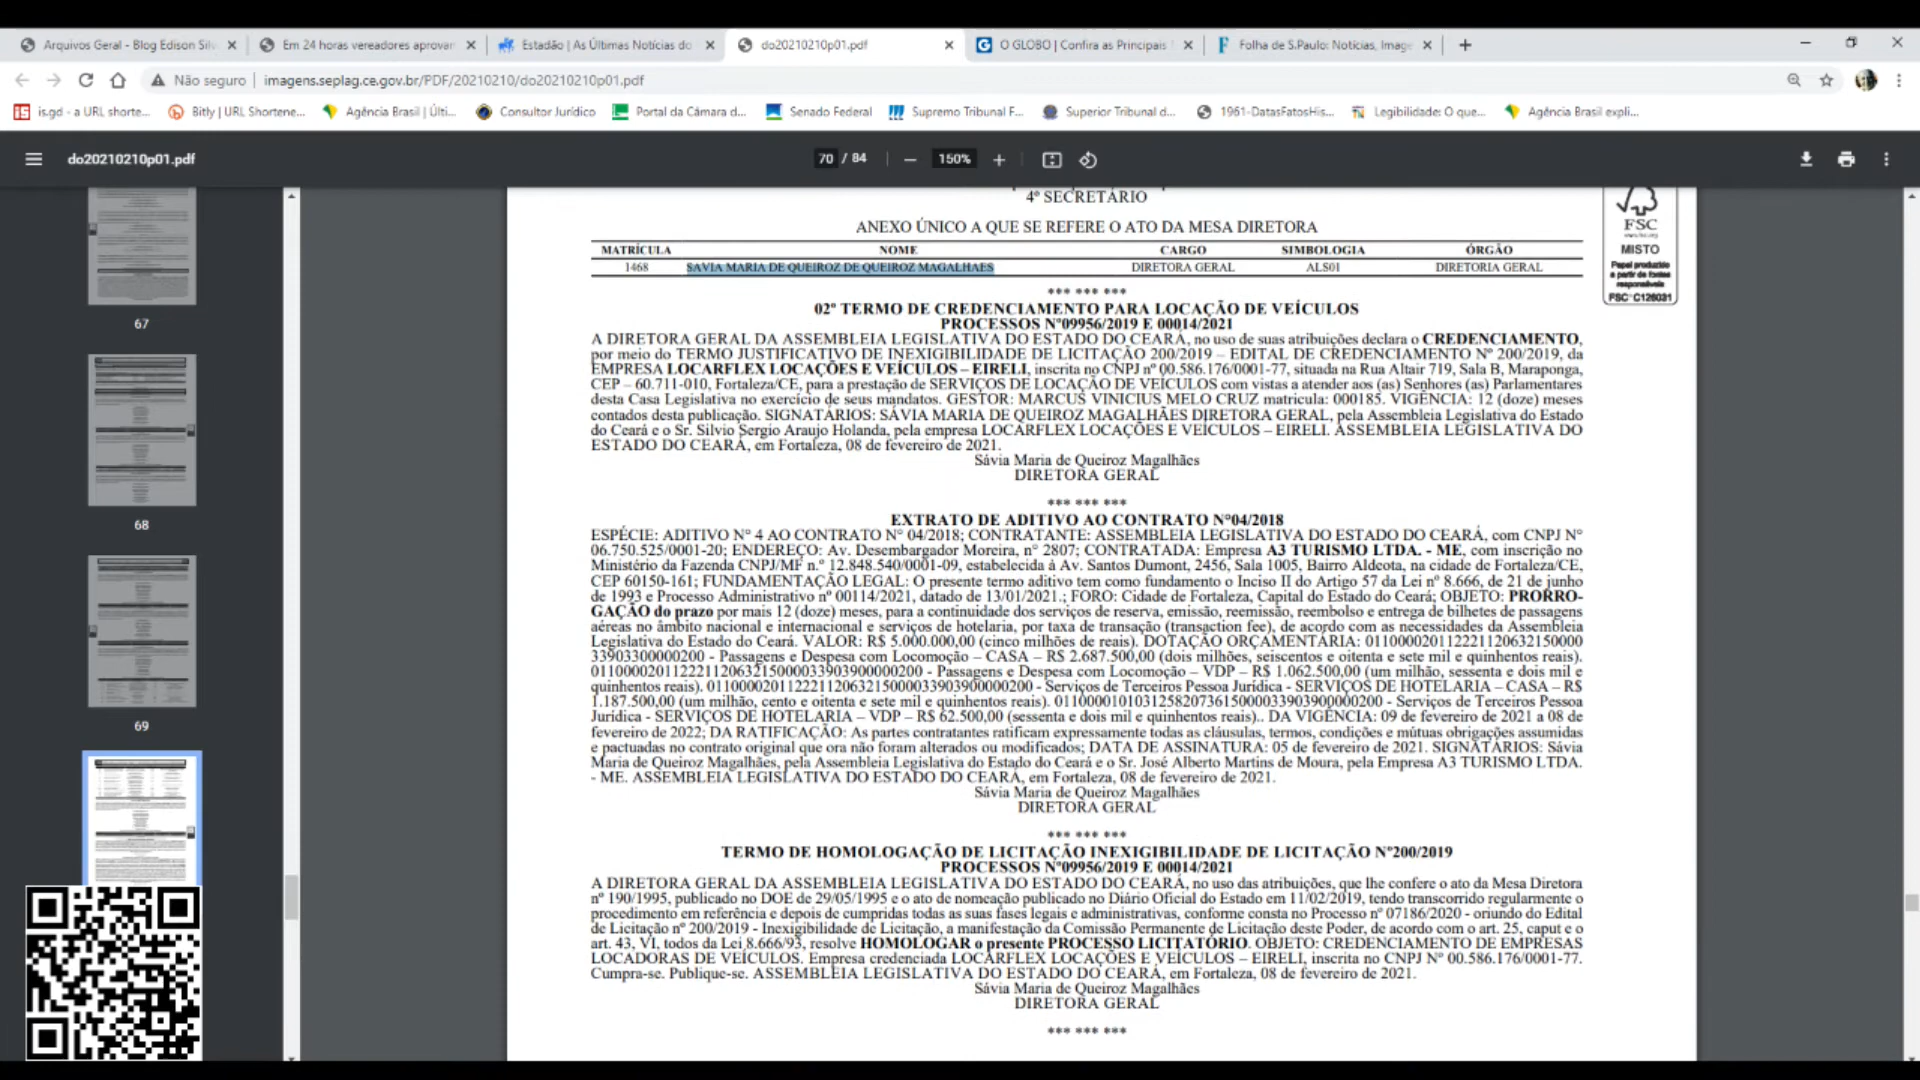 Arquivos Geral - Blog Edison Silv
Em 24 horas vereadores aprovar
Estadão | As Últimas Notícias do
do20210210p01.pdf
O GLOBO | Confira as Principais
Folha de S.Paulo: Notícias, Image
Não seguro
imagens.seplag.ce.gov.br/PDF/20210210/do20210210p01.pdf
is.gd - a URL shorte...
Bitly | URL Shortene...
Agência Brasil | Últi...
Consultor Jurídico
Portal da Câmara d...
Senado Federal
Supremo Tribunal F...
Superior Tribunal d...
1961-DatasFatosHis...
Legibilidade: O que...
Agência Brasil expli...
do20210210p01.pdf
70 / 84
150%
67
68
69
4º SECRETÁRIO
ANEXO ÚNICO A QUE SE REFERE O ATO DA MESA DIRETORA
MATRÍCULA NOME CARGO SIMBOLOGIA ÓRGÃO
1468 SAVIA MARIA DE QUEIROZ DE QUEIROZ MAGALHAES DIRETORA GERAL ALS01 DIRETORIA GERAL
FSC
MISTO
Papel produzido
a partir de fontes
responsáveis
FSC® C126031
*** *** ***
02º TERMO DE CREDENCIAMENTO PARA LOCAÇÃO DE VEÍCULOS
PROCESSOS Nº09956/2019 E 00014/2021
A DIRETORA GERAL DA ASSEMBLEIA LEGISLATIVA DO ESTADO DO CEARÁ, no uso de suas atribuições declara o CREDENCIAMENTO,
por meio do TERMO JUSTIFICATIVO DE INEXIGIBILIDADE DE LICITAÇÃO 200/2019 – EDITAL DE CREDENCIAMENTO Nº 200/2019, da
EMPRESA LOCARFLEX LOCAÇÕES E VEÍCULOS – EIRELI, inscrita no CNPJ nº 00.586.176/0001-77, situada na Rua Altair 719, Sala B, Maraponga,
CEP – 60.711-010, Fortaleza/CE, para a prestação de SERVIÇOS DE LOCAÇÃO DE VEÍCULOS com vistas a atender aos (as) Senhores (as) Parlamentares
desta Casa Legislativa no exercício de seus mandatos. GESTOR: MARCUS VINICIUS MELO CRUZ matricula: 000185. VIGÊNCIA: 12 (doze) meses
contados desta publicação. SIGNATÁRIOS: SÁVIA MARIA DE QUEIROZ MAGALHÃES DIRETORA GERAL, pela Assembleia Legislativa do Estado
do Ceará e o Sr. Silvio Sergio Araujo Holanda, pela empresa LOCARFLEX LOCAÇÕES E VEÍCULOS – EIRELI. ASSEMBLEIA LEGISLATIVA DO
ESTADO DO CEARÁ, em Fortaleza, 08 de fevereiro de 2021.
Sávia Maria de Queiroz Magalhães
DIRETORA GERAL
*** *** ***
EXTRATO DE ADITIVO AO CONTRATO N°04/2018
ESPÉCIE: ADITIVO N° 4 AO CONTRATO N° 04/2018; CONTRATANTE: ASSEMBLEIA LEGISLATIVA DO ESTADO DO CEARÁ, com CNPJ N°
06.750.525/0001-20; ENDEREÇO: Av. Desembargador Moreira, n° 2807; CONTRATADA: Empresa A3 TURISMO LTDA. - ME, com inscrição no
Ministério da Fazenda CNPJ/MF n.º 12.848.540/0001-09, estabelecida à Av. Santos Dumont, 2456, Sala 1005, Bairro Aldeota, na cidade de Fortaleza/CE,
CEP 60150-161; FUNDAMENTAÇÃO LEGAL: O presente termo aditivo tem como fundamento o Inciso II do Artigo 57 da Lei nº 8.666, de 21 de junho
de 1993 e Processo Administrativo nº 00114/2021, datado de 13/01/2021.; FORO: Cidade de Fortaleza, Capital do Estado do Ceará; OBJETO: PRORRO-
GAÇÃO do prazo por mais 12 (doze) meses, para a continuidade dos serviços de reserva, emissão, reemissão, reembolso e entrega de bilhetes de passagens
aéreas no âmbito nacional e internacional e serviços de hotelaria, por taxa de transação (transaction fee), de acordo com as necessidades da Assembleia
Legislativa do Estado do Ceará. VALOR: R$ 5.000.000,00 (cinco milhões de reais). DOTAÇÃO ORÇAMENTÁRIA: 01100002011222112063215 0000
33903300000200 - Passagens e Despesa com Locomoção – CASA – R$ 2.687.500,00 (dois milhões, seiscentos e oitenta e sete mil e quinhentos reais).
01100002011222112063215000033903900000200 - Passagens e Despesa com Locomoção – VDP – R$ 1.062.500,00 (um milhão, sessenta e dois mil e
quinhentos reais). 01100002011222112063215000033903900000200 - Serviços de Terceiros Pessoa Jurídica - SERVIÇOS DE HOTELARIA – CASA – R$
1.187.500,00 (um milhão, cento e oitenta e sete mil e quinhentos reais). 01100001010312582073615000033903900000200 - Serviços de Terceiros Pessoa
Jurídica - SERVIÇOS DE HOTELARIA – VDP – R$ 62.500,00 (sessenta e dois mil e quinhentos reais).. DA VIGÊNCIA: 09 de fevereiro de 2021 a 08 de
fevereiro de 2022; DA RATIFICAÇÃO: As partes contratantes ratificam expressamente todas as cláusulas, termos, condições e mútuas obrigações assumidas
e pactuadas no contrato original que ora não foram alterados ou modificados; DATA DE ASSINATURA: 05 de fevereiro de 2021. SIGNATÁRIOS: Sávia
Maria de Queiroz Magalhães, pela Assembleia Legislativa do Estado do Ceará e o Sr. José Alberto Martins de Moura, pela Empresa A3 TURISMO LTDA.
- ME. ASSEMBLEIA LEGISLATIVA DO ESTADO DO CEARÁ, em Fortaleza, 08 de fevereiro de 2021.
Sávia Maria de Queiroz Magalhães
DIRETORA GERAL
*** *** ***
TERMO DE HOMOLOGAÇÃO DE LICITAÇÃO INEXIGIBILIDADE DE LICITAÇÃO Nº200/2019
PROCESSOS Nº09956/2019 E 00014/2021
A DIRETORA GERAL DA ASSEMBLEIA LEGISLATIVA DO ESTADO DO CEARÁ, no uso das atribuições, que lhe confere o ato da Mesa Diretora
nº 190/1995, publicado no DOE de 29/05/1995 e o ato de nomeação publicado no Diário Oficial do Estado em 11/02/2019, tendo transcorrido regularmente o
procedimento em referência e depois de cumpridas todas as suas fases legais e administrativas, conforme consta no Processo nº 07186/2020 - oriundo do Edital
de Licitação nº 200/2019 - Inexigibilidade de Licitação, a manifestação da Comissão Permanente de Licitação deste Poder, de acordo com o art. 25, caput e o
art. 43, VI, todos da Lei 8.666/93, resolve HOMOLOGAR o presente PROCESSO LICITATÓRIO. OBJETO: CREDENCIAMENTO DE EMPRESAS
LOCADORAS DE VEÍCULOS. Empresa credenciada LOCARFLEX LOCAÇÕES E VEÍCULOS – EIRELI, inscrita no CNPJ Nº 00.586.176/0001-77.
Cumpra-se. Publique-se. ASSEMBLEIA LEGISLATIVA DO ESTADO DO CEARÁ, em Fortaleza, 08 de fevereiro de 2021.
Sávia Maria de Queiroz Magalhães
DIRETORA GERAL
*** *** ***